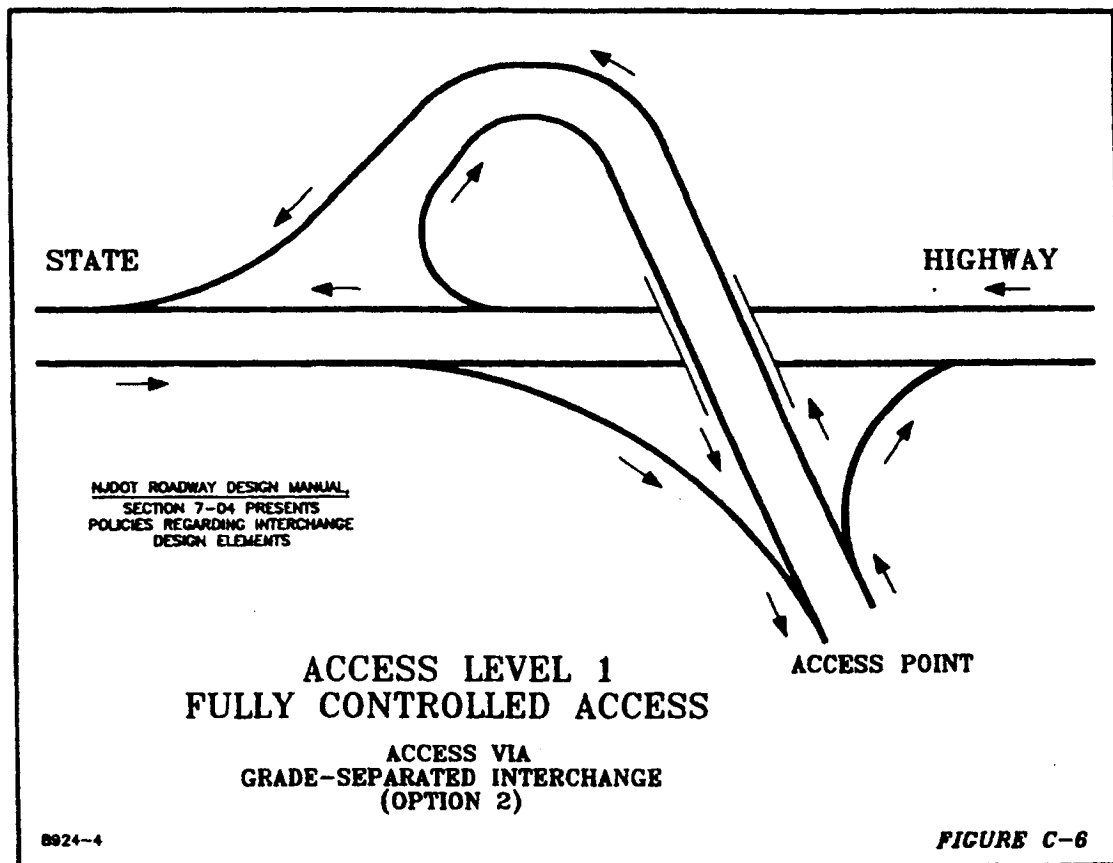 STATE
HIGHWAY
NJDOT ROADWAY DESIGN MANUAL,
SECTION 7-04 PRESENTS
POLICIES REGARDING INTERCHANGE
DESIGN ELEMENTS
ACCESS POINT
ACCESS LEVEL 1
FULLY CONTROLLED ACCESS
ACCESS VIA
GRADE-SEPARATED INTERCHANGE
(OPTION 2)
8924-4
FIGURE C-6